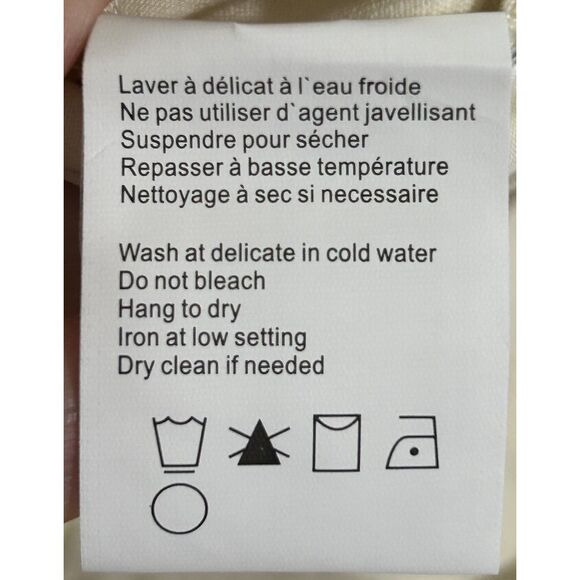 Laver à délicat à l`eau froide
Ne pas utiliser d`agent javellisant
Suspendre pour sécher
Repasser à basse température
Nettoyage à sec si necessaire
Wash at delicate in cold water
Do not bleach
Hang to dry
Iron at low setting
Dry clean if needed